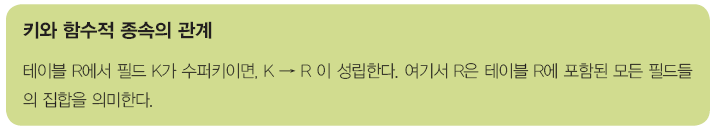 키와 함수적 종속의 관계
테이블 R에서 필드 K가 수퍼키이면, K → R 이 성립한다. 여기서 R은 테이블 R에 포함된 모든 필드들
의 집합을 의미한다.